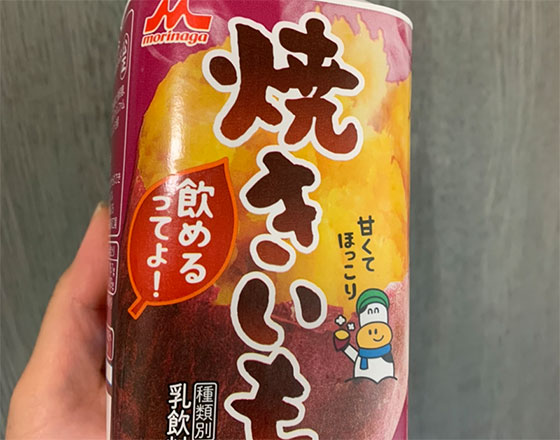 morinaga
焼きいも
飲める
ってよ!
甘くて
ほっこり
種類別
乳飲料